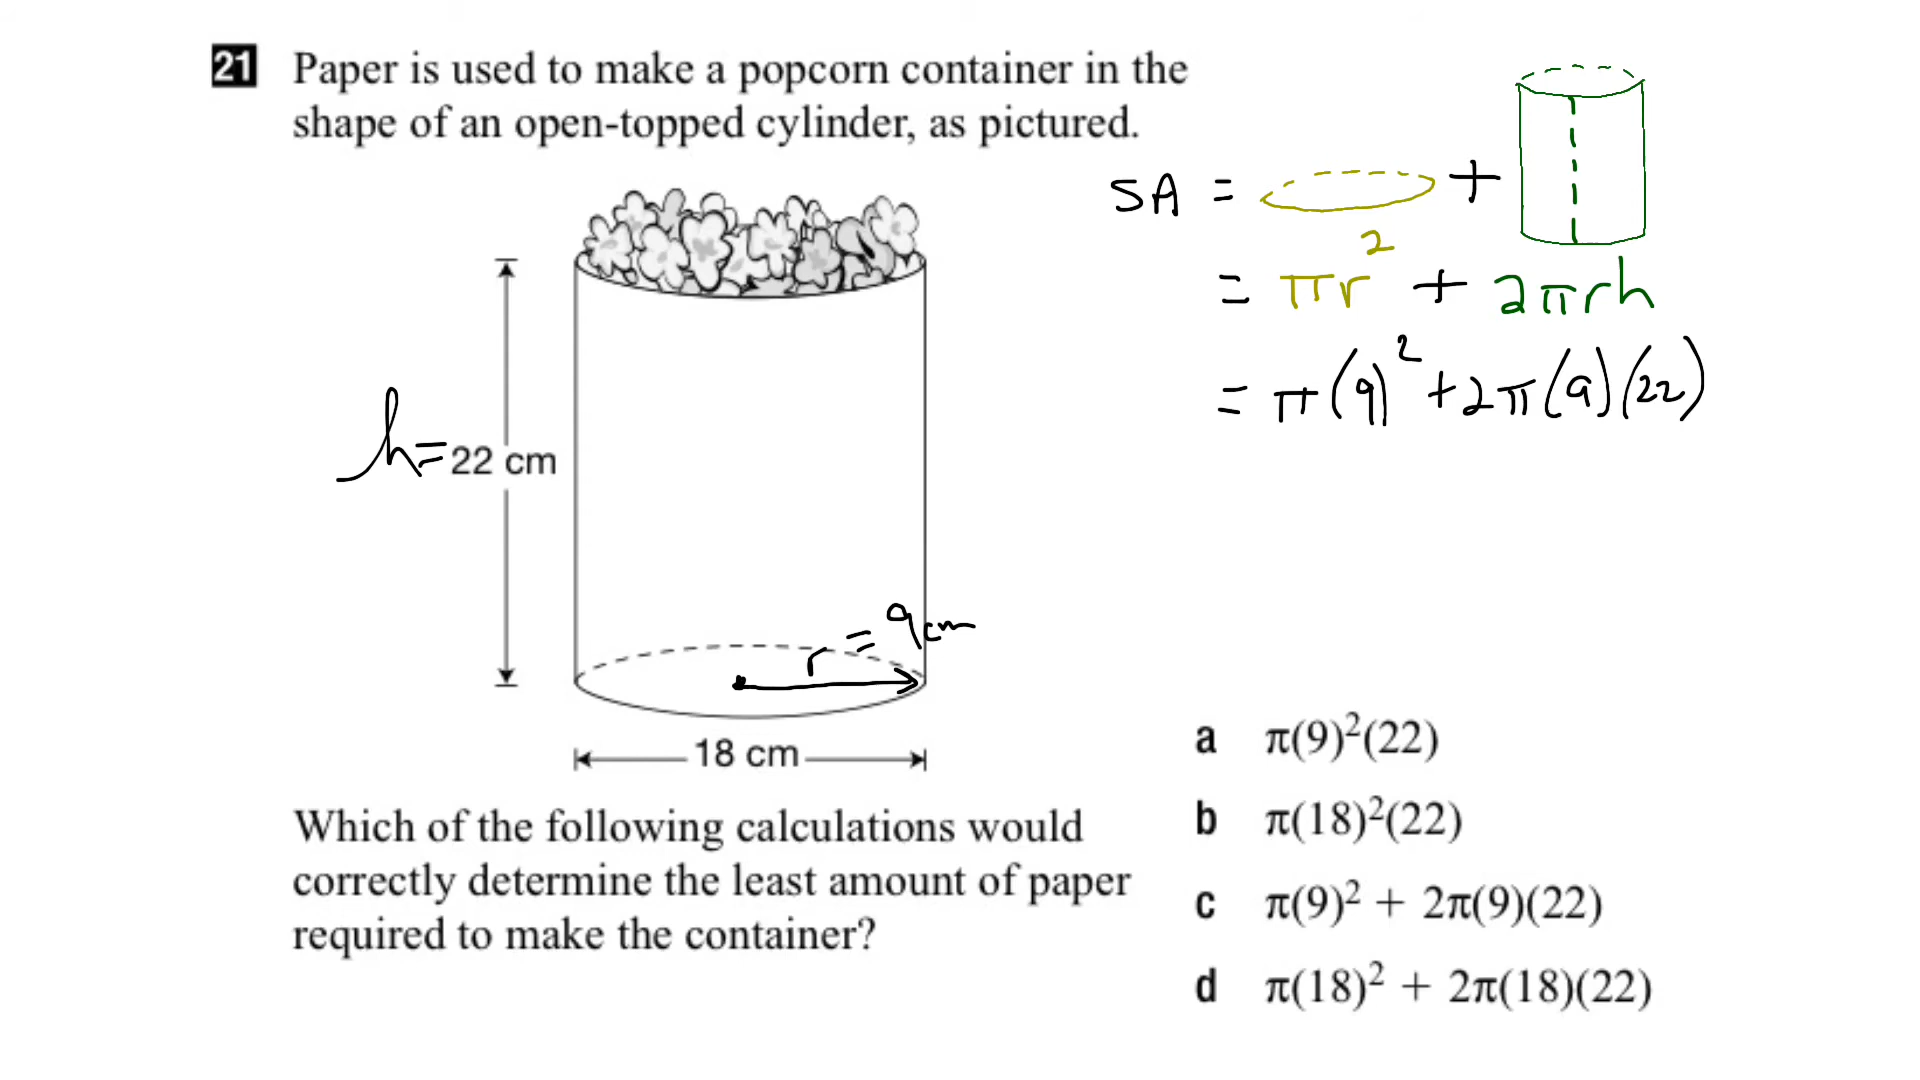 21 Paper is used to make a popcorn container in the
shape of an open-topped cylinder, as pictured.
SA = +
= πr² + 2πrh
= π(9)² + 2π(9)(22)
h = 22 cm
r = 9cm
18 cm
Which of the following calculations would
correctly determine the least amount of paper
required to make the container?
a π(9)²(22)
b π(18)²(22)
c π(9)² + 2π(9)(22)
d π(18)² + 2π(18)(22)